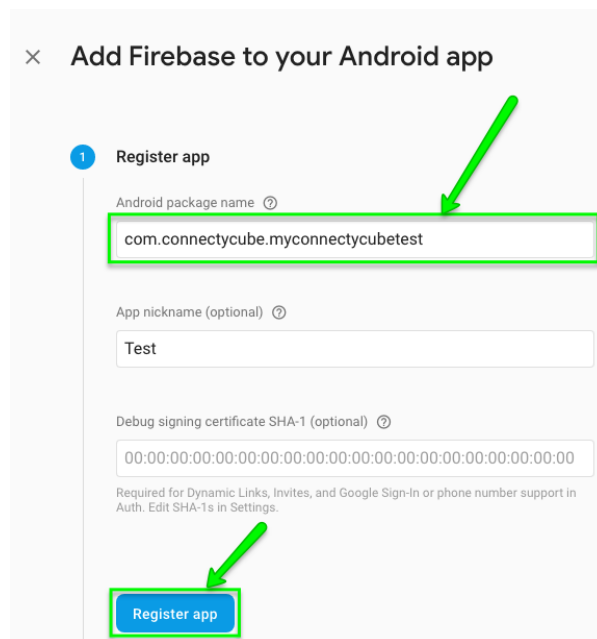 Add Firebase to your Android app
1 Register app
Android package name ?
com.connectycube.myconnectycubetest
App nickname (optional) ?
Test
Debug signing certificate SHA-1 (optional) ?
00:00:00:00:00:00:00:00:00:00:00:00:00:00:00:00:00:00:00:00
Required for Dynamic Links, Invites, and Google Sign-In or phone number support in
Auth. Edit SHA-1s in Settings.
Register app